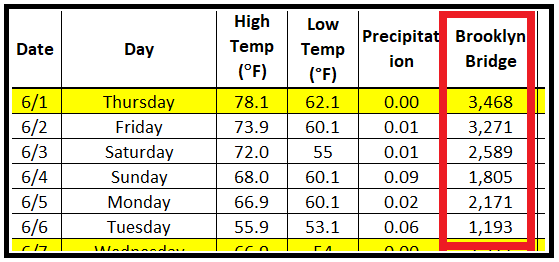 Date Day High Temp (°F) Low Temp (°F) Precipitat ion Brooklyn Bridge
6/1 Thursday 78.1 62.1 0.00 3,468
6/2 Friday 73.9 60.1 0.01 3,271
6/3 Saturday 72.0 55 0.01 2,589
6/4 Sunday 68.0 60.1 0.09 1,805
6/5 Monday 66.9 60.1 0.02 2,171
6/6 Tuesday 55.9 53.1 0.06 1,193
6/7 Wednesday 66.9 54 0.00